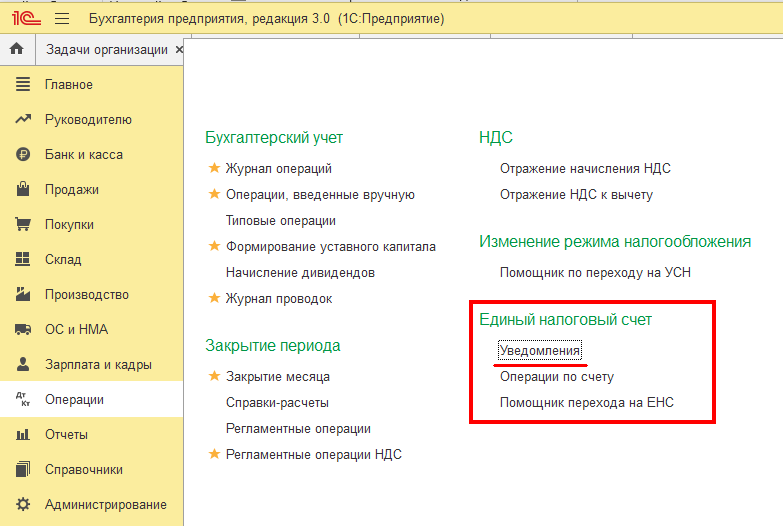 1С Бухгалтерия предприятия, редакция 3.0 (1С:Предприятие)
Задачи организации ×
Главное
Руководителю
Банк и касса
Продажи
Покупки
Склад
Производство
ОС и НМА
Зарплата и кадры
Дт Кт Операции
Отчеты
Справочники
Администрирование
Бухгалтерский учет
Журнал операций
Операции, введенные вручную
Типовые операции
Формирование уставного капитала
Начисление дивидендов
Журнал проводок
Закрытие периода
Закрытие месяца
Справки-расчеты
Регламентные операции
Регламентные операции НДС
НДС
Отражение начисления НДС
Отражение НДС к вычету
Изменение режима налогообложения
Помощник по переходу на УСН
Единый налоговый счет
Уведомления
Операции по счету
Помощник перехода на ЕНС